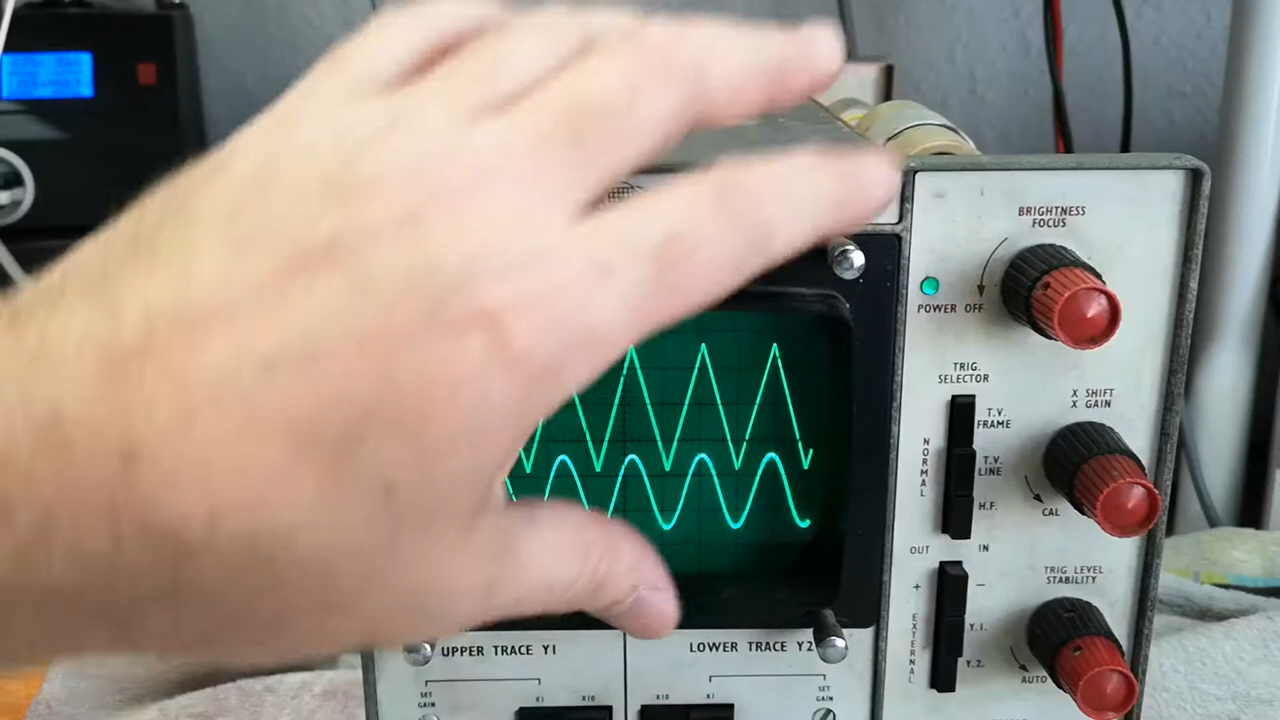 BRIGHTNESS
FOCUS
POWER OFF
TRIG.
SELECTOR
X SHIFT
X GAIN
T.V.
FRAME
NORMAL
T.V.
LINE
H.F.
CAL
OUT
IN
TRIG LEVEL
STABILITY
+
−
EXTERNAL
Y.1.
Y.2.
AUTO
UPPER TRACE Y1
LOWER TRACE Y2
SET
GAIN
X1
X10
X10
X1
SET
GAIN